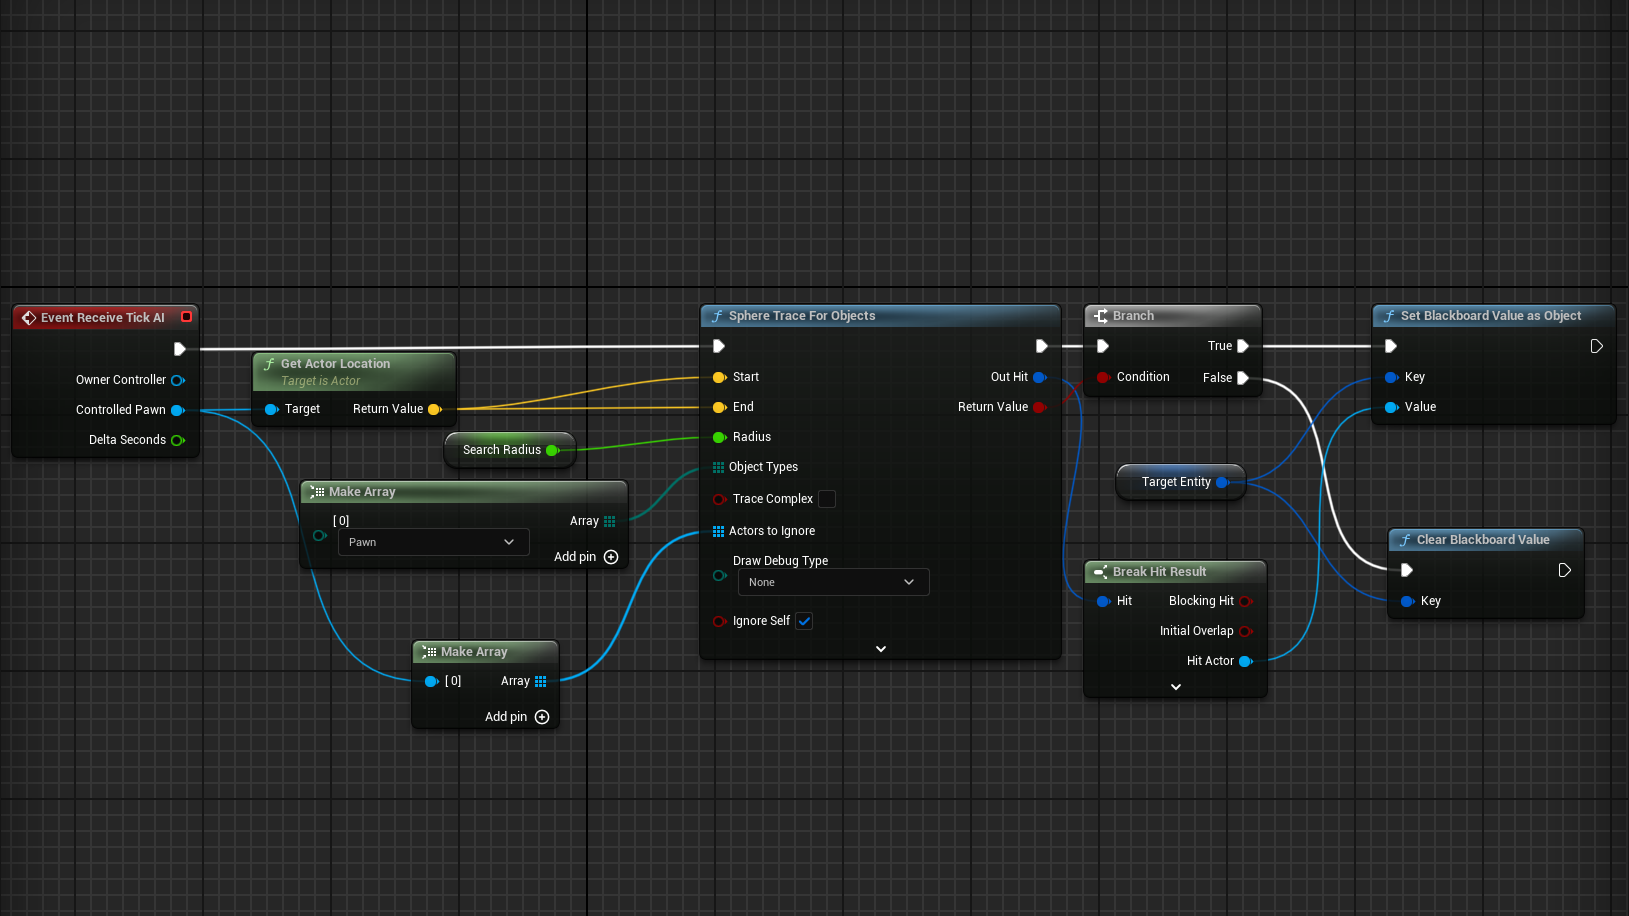 Event Receive Tick AI
Owner Controller
Controlled Pawn
Delta Seconds
Get Actor Location
Target is Actor
Target
Return Value
Search Radius
Make Array
[0]
Pawn
Array
Add pin
Make Array
[0]
Array
Add pin
Sphere Trace For Objects
Start
Out Hit
End
Return Value
Radius
Object Types
Trace Complex
Actors to Ignore
Draw Debug Type
None
Ignore Self
Branch
True
Condition
False
Target Entity
Break Hit Result
Hit
Blocking Hit
Initial Overlap
Hit Actor
Set Blackboard Value as Object
Key
Value
Clear Blackboard Value
Key